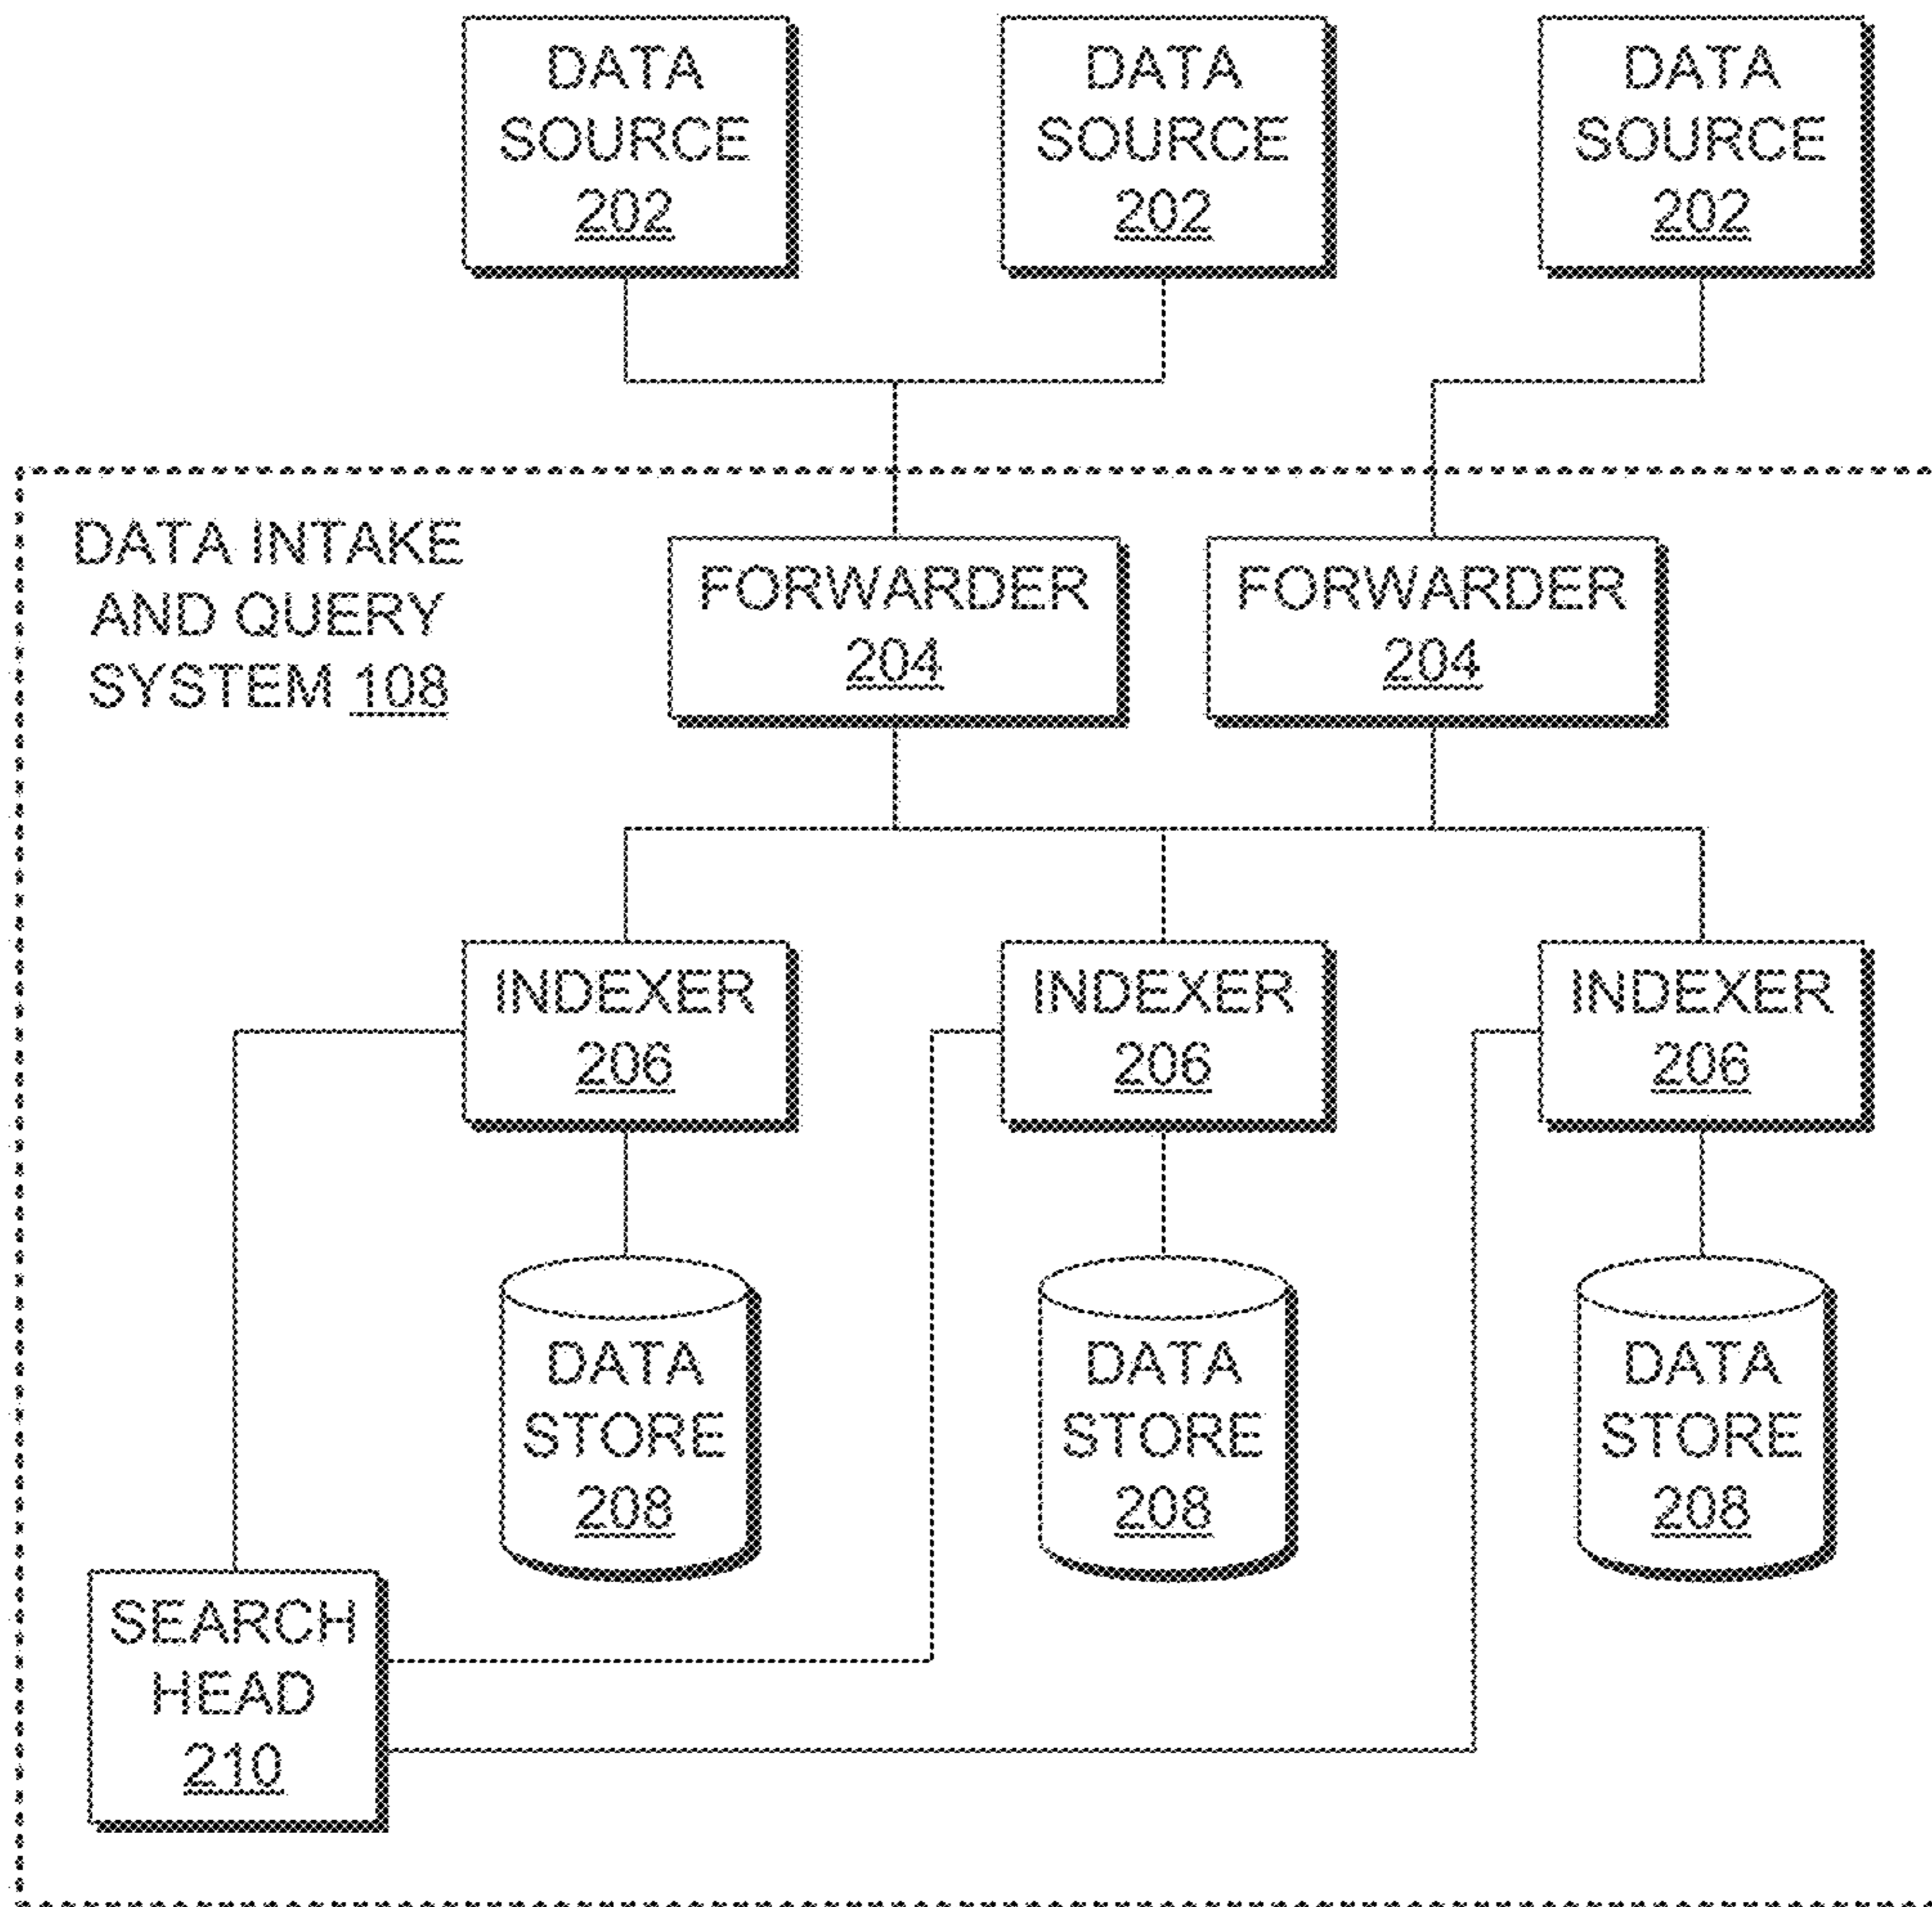 DATA
SOURCE
202
DATA
SOURCE
202
DATA
SOURCE
202
DATA INTAKE
AND QUERY
SYSTEM 108
FORWARDER
204
FORWARDER
204
INDEXER
206
INDEXER
206
INDEXER
206
DATA
STORE
208
DATA
STORE
208
DATA
STORE
208
SEARCH
HEAD
210